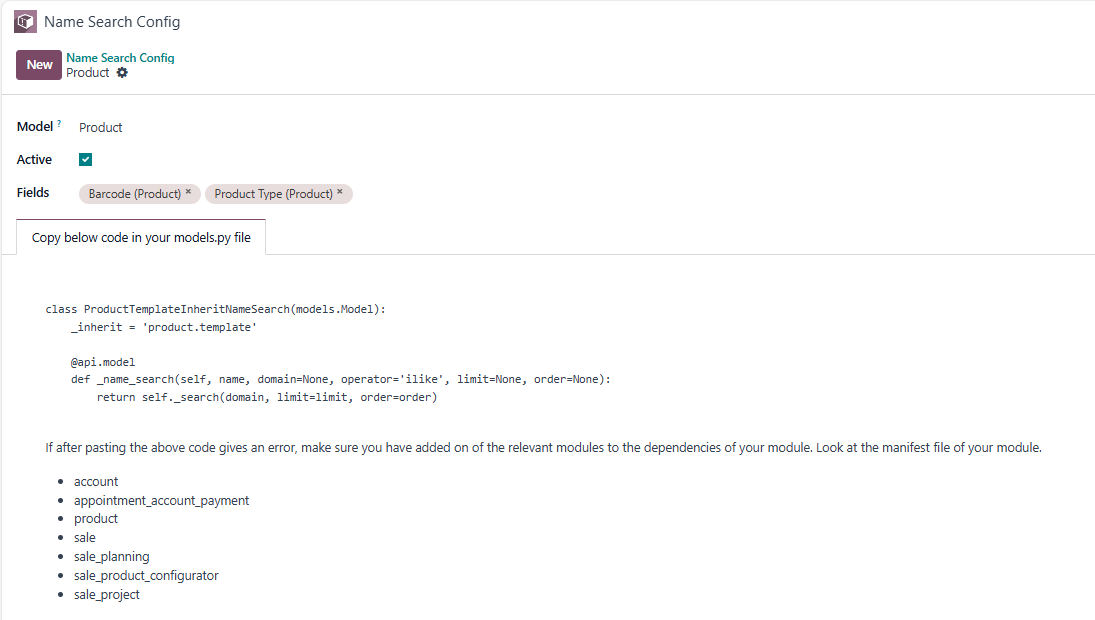 Name Search Config
New
Name Search Config
Product
Model ?
Product
Active
Fields
Barcode (Product) ×
Product Type (Product) ×
Copy below code in your models.py file
class ProductTemplateInheritNameSearch(models.Model):
    _inherit = 'product.template'
    @api.model
    def _name_search(self, name, domain=None, operator='ilike', limit=None, order=None):
        return self._search(domain, limit=limit, order=order)
If after pasting the above code gives an error, make sure you have added on of the relevant modules to the dependencies of your module. Look at the manifest file of your module.
• account
• appointment_account_payment
• product
• sale
• sale_planning
• sale_product_configurator
• sale_project